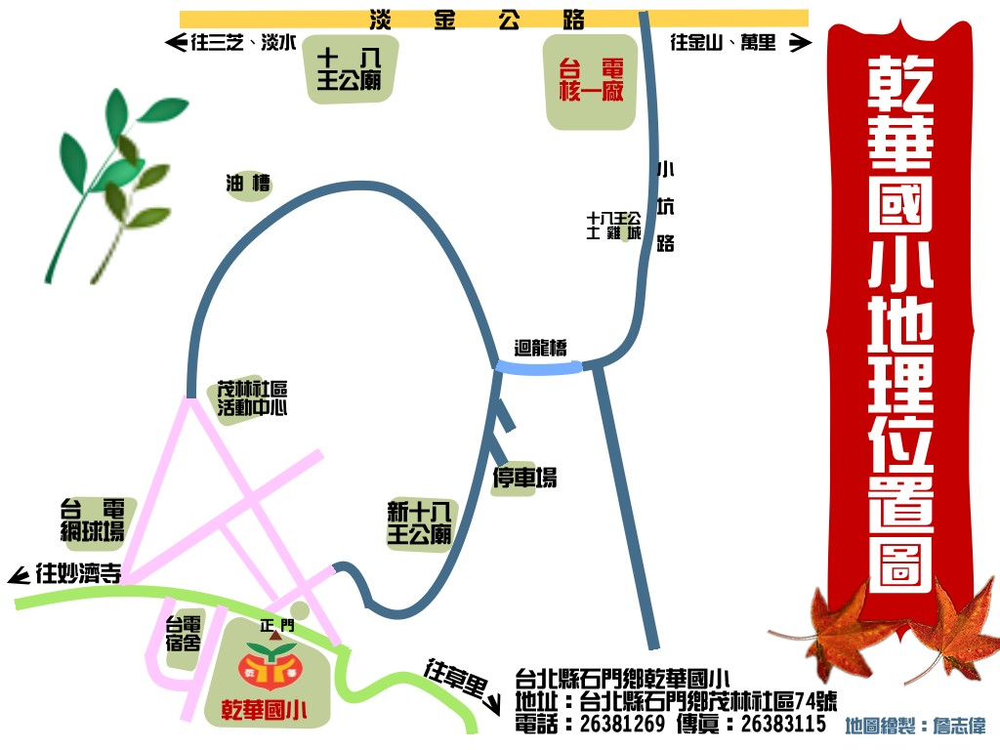 淡金公路
往三芝、淡水
往金山、萬里
十八
王公廟
台電
核一廠
乾華國小地理位置圖
油槽
小坑路
十八王公
土雞城
迴龍橋
茂林社區
活動中心
停車場
台電
網球場
新十八
王公廟
往妙濟寺
台電
宿舍
正門
乾華
乾華國小
往草里
台北縣石門鄉乾華國小
地址：台北縣石門鄉茂林社區74號
電話：26381269 傳真：26383115
地圖繪製：詹志偉